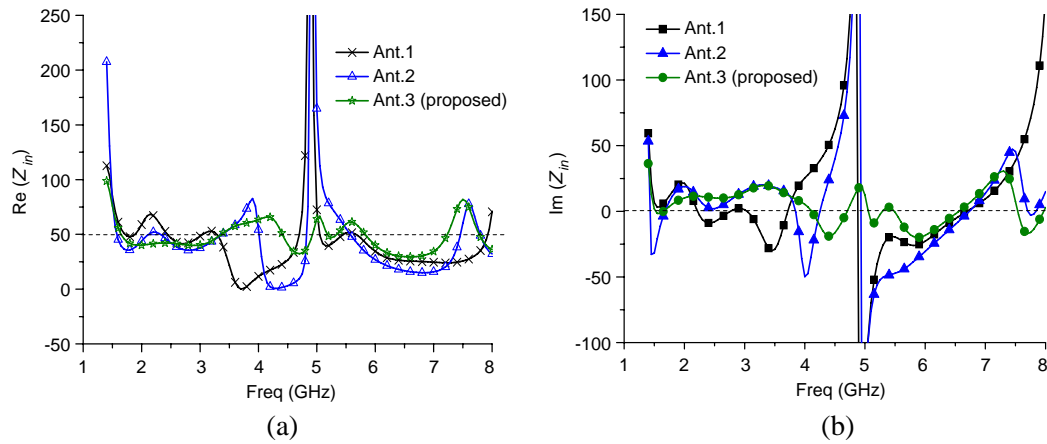 250
200
150
100
50
0
-50
1 2 3 4 5 6 7 8
Re (Z_in)
Freq (GHz)
Ant.1
Ant.2
Ant.3 (proposed)
(a)
150
100
50
0
-50
-100
1 2 3 4 5 6 7 8
Im (Z_in)
Freq (GHz)
Ant.1
Ant.2
Ant.3 (proposed)
(b)